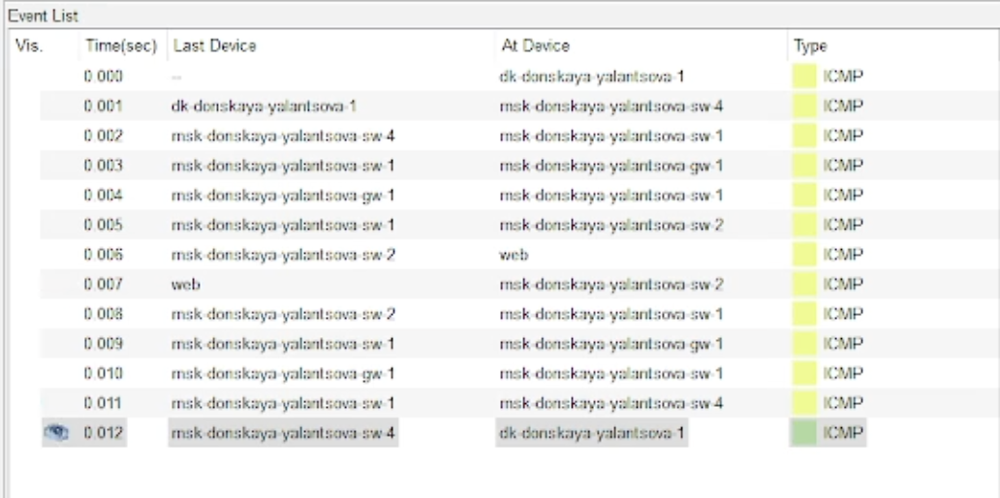 Event List
Vis. Time(sec) Last Device At Device Type
0.000 -- dk-donskaya-yalantsova-1 ICMP
0.001 dk-donskaya-yalantsova-1 msk-donskaya-yalantsova-sw-4 ICMP
0.002 msk-donskaya-yalantsova-sw-4 msk-donskaya-yalantsova-sw-1 ICMP
0.003 msk-donskaya-yalantsova-sw-1 msk-donskaya-yalantsova-gw-1 ICMP
0.004 msk-donskaya-yalantsova-gw-1 msk-donskaya-yalantsova-sw-1 ICMP
0.005 msk-donskaya-yalantsova-sw-1 msk-donskaya-yalantsova-sw-2 ICMP
0.006 msk-donskaya-yalantsova-sw-2 web ICMP
0.007 web msk-donskaya-yalantsova-sw-2 ICMP
0.008 msk-donskaya-yalantsova-sw-2 msk-donskaya-yalantsova-sw-1 ICMP
0.009 msk-donskaya-yalantsova-sw-1 msk-donskaya-yalantsova-gw-1 ICMP
0.010 msk-donskaya-yalantsova-gw-1 msk-donskaya-yalantsova-sw-1 ICMP
0.011 msk-donskaya-yalantsova-sw-1 msk-donskaya-yalantsova-sw-4 ICMP
0.012 msk-donskaya-yalantsova-sw-4 dk-donskaya-yalantsova-1 ICMP